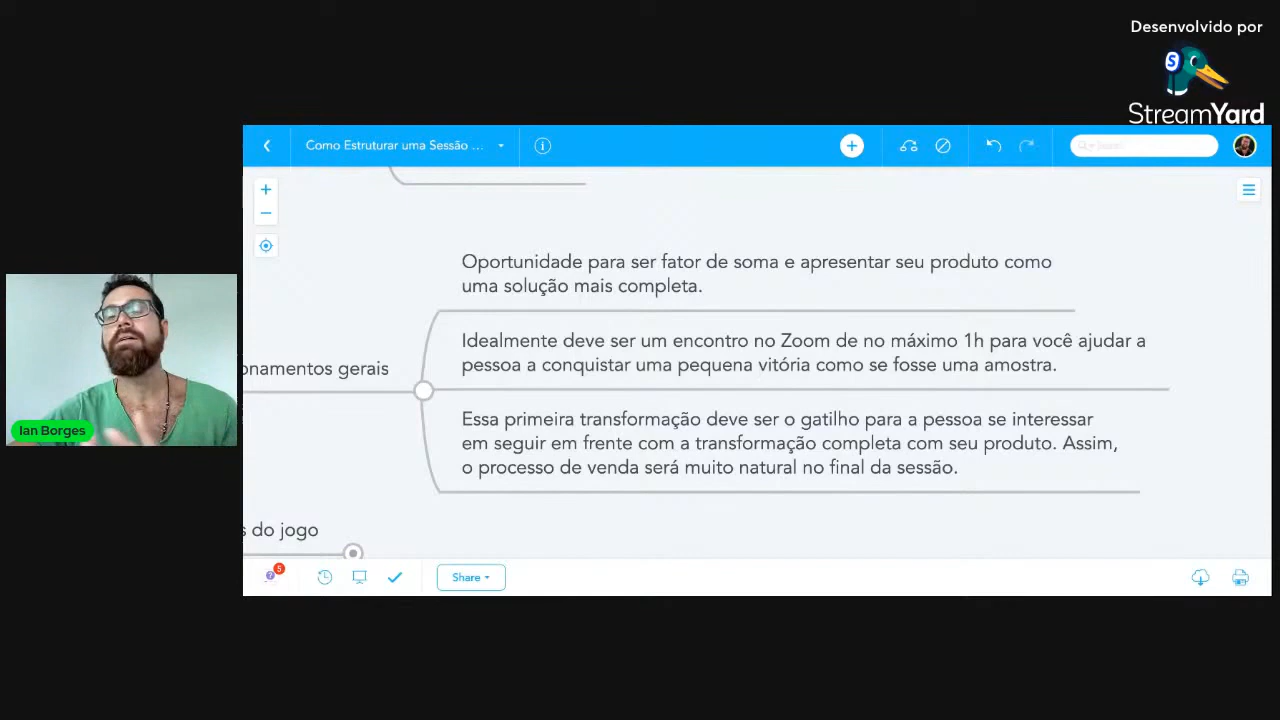 Desenvolvido por
StreamYard
Como Estruturar uma Sessão ...
Oportunidade para ser fator de soma e apresentar seu produto como
uma solução mais completa.
Idealmente deve ser um encontro no Zoom de no máximo 1h para você ajudar a
pessoa a conquistar uma pequena vitória como se fosse uma amostra.
onamentos gerais
Essa primeira transformação deve ser o gatilho para a pessoa se interessar
em seguir em frente com a transformação completa com seu produto. Assim,
o processo de venda será muito natural no final da sessão.
Ian Borges
s do jogo
5
Share